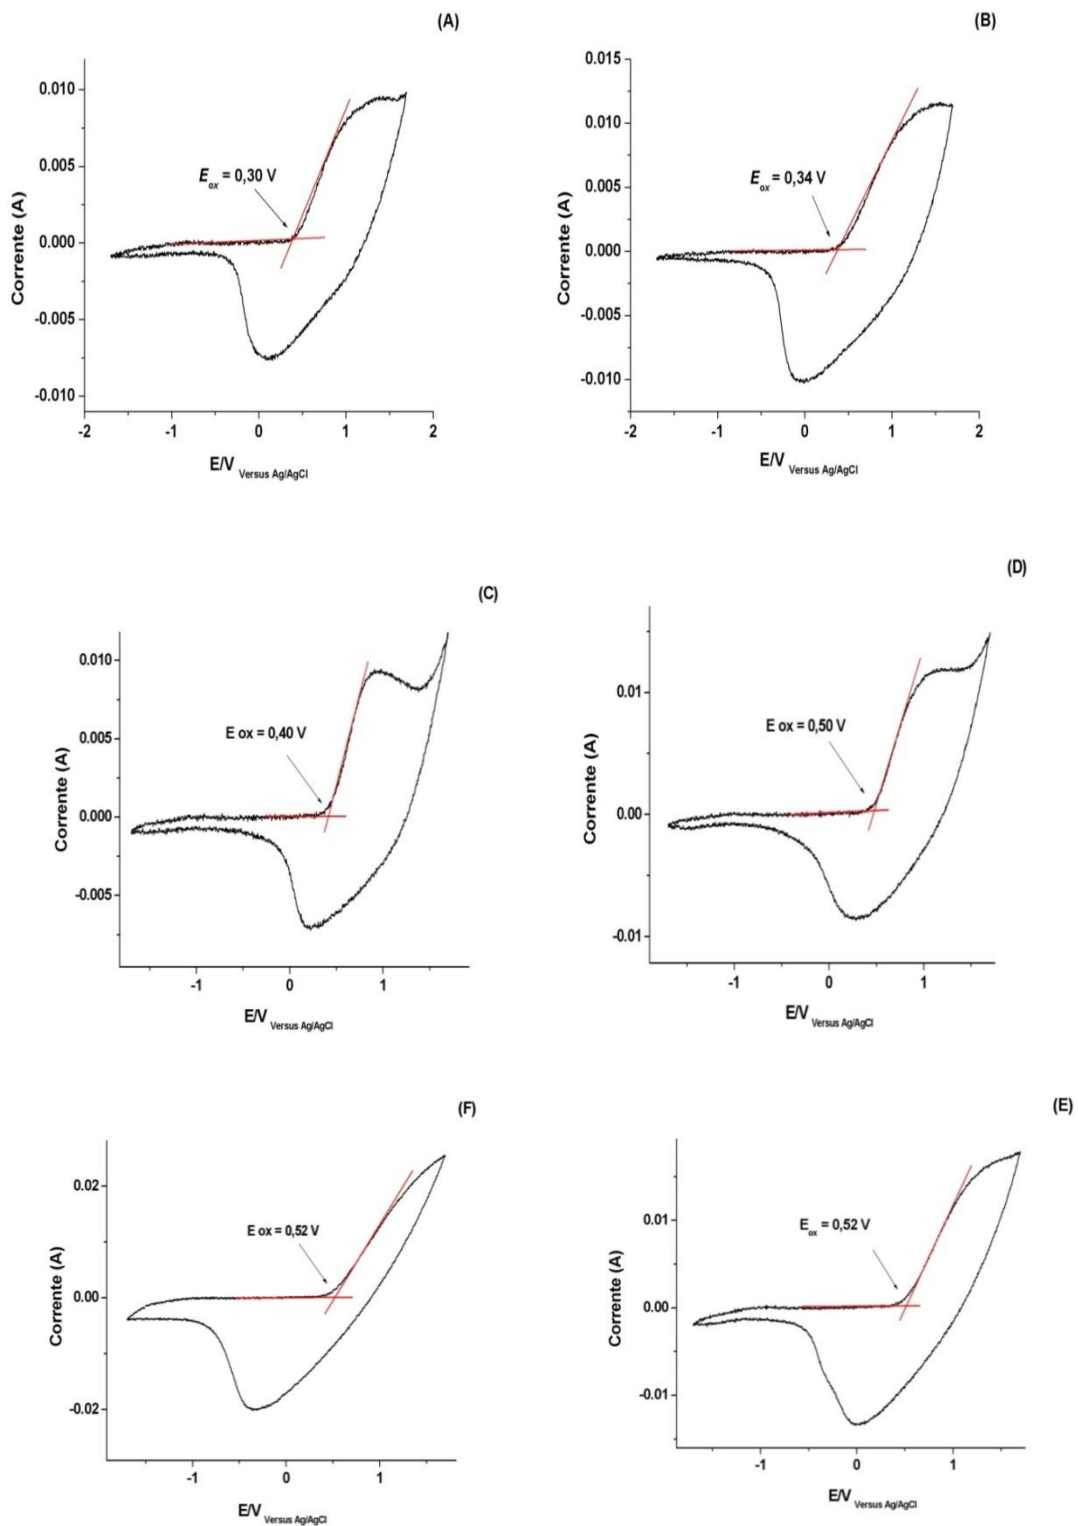 (A)
0.010
0.005
0.000
-0.005
-0.010
Corrente (A)
E ox = 0,30 V
-2 -1 0 1 2
E/V Versus Ag/AgCl
(B)
0.015
0.010
0.005
0.000
-0.005
-0.010
Corrente (A)
E ox = 0,34 V
-2 -1 0 1 2
E/V Versus Ag/AgCl
(C)
0.010
0.005
0.000
-0.005
Corrente (A)
E ox = 0,40 V
-1 0 1
E/V Versus Ag/AgCl
(D)
0.01
0.00
-0.01
Corrente (A)
E ox = 0,50 V
-1 0 1
E/V Versus Ag/AgCl
(F)
0.02
0.00
-0.02
Corrente (A)
E ox = 0,52 V
-1 0 1
E/V Versus Ag/AgCl
(E)
0.01
0.00
-0.01
Corrente (A)
E ox = 0,52 V
-1 0 1
E/V Versus Ag/AgCl